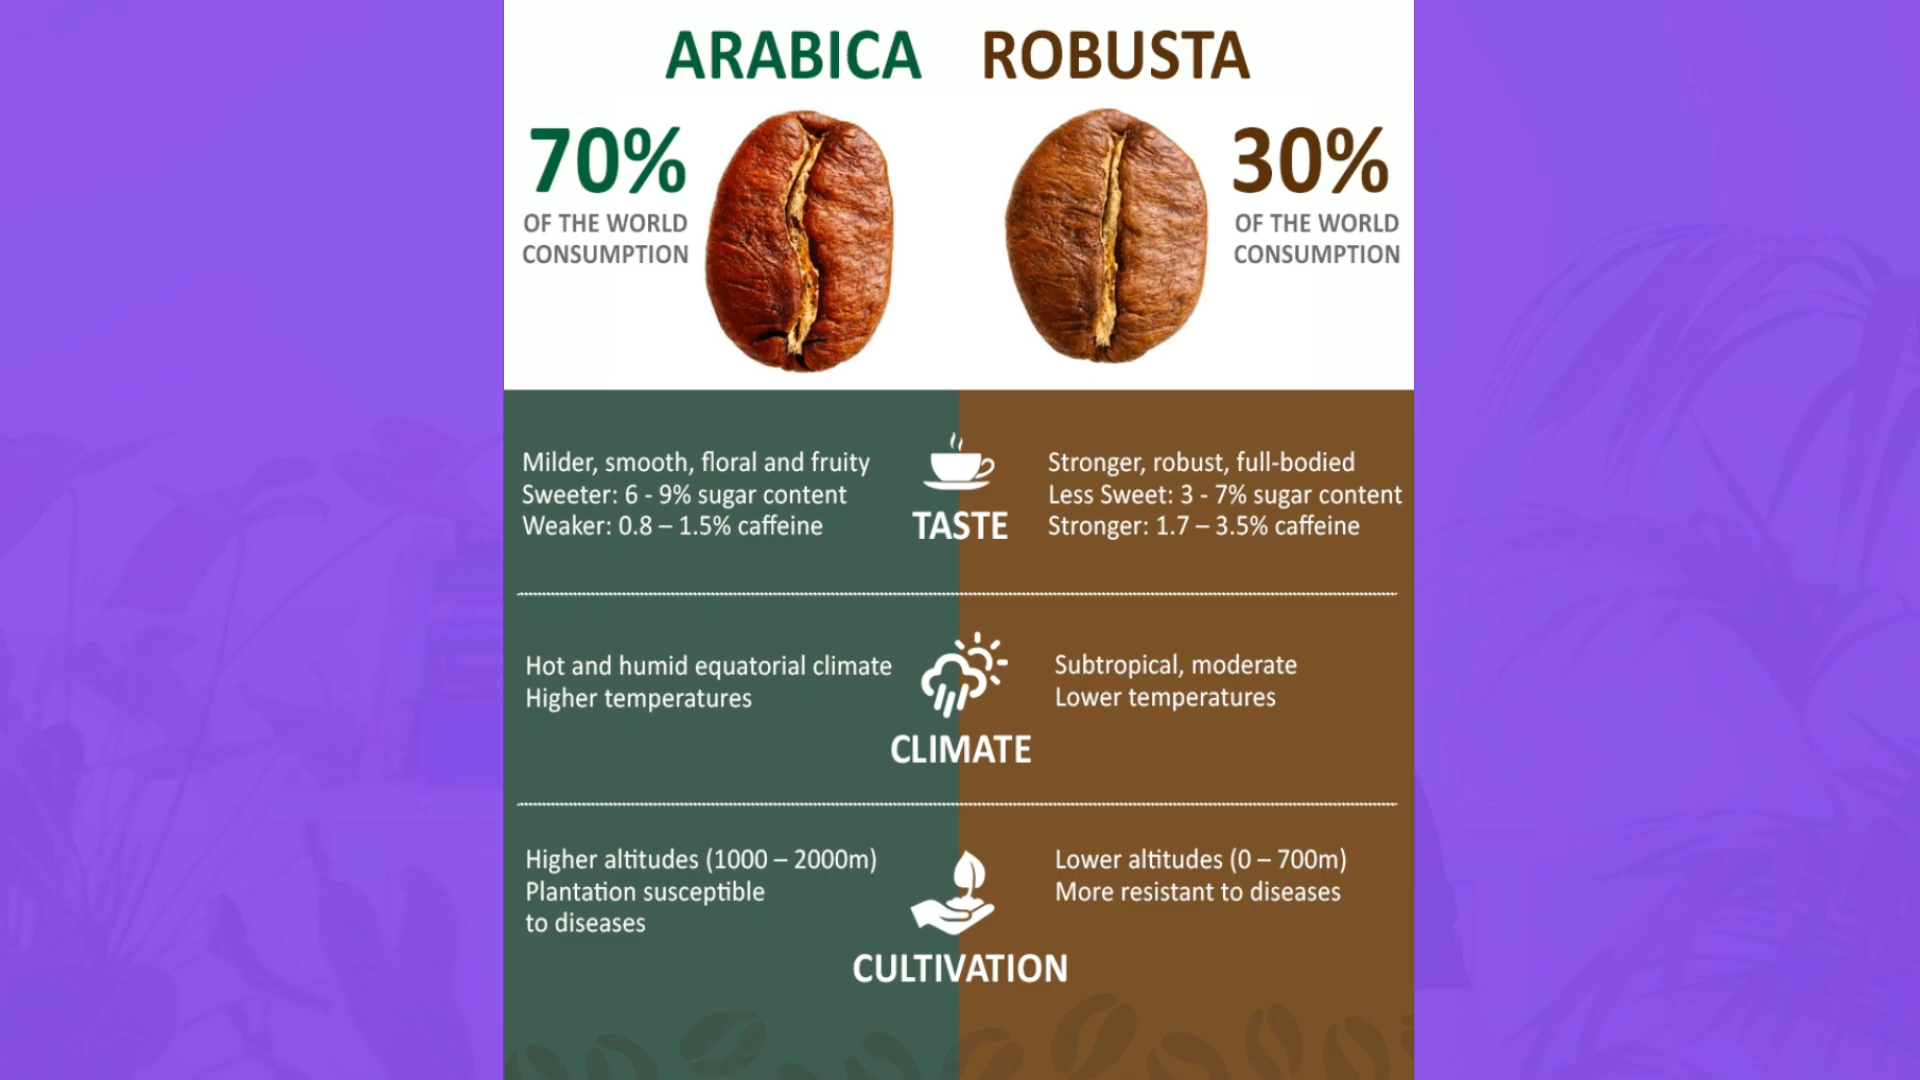 ARABICA
ROBUSTA
70%
OF THE WORLD
CONSUMPTION
30%
OF THE WORLD
CONSUMPTION
Milder, smooth, floral and fruity
Sweeter: 6 - 9% sugar content
Weaker: 0.8 – 1.5% caffeine
TASTE
Stronger, robust, full-bodied
Less Sweet: 3 - 7% sugar content
Stronger: 1.7 – 3.5% caffeine
Hot and humid equatorial climate
Higher temperatures
CLIMATE
Subtropical, moderate
Lower temperatures
Higher altitudes (1000 – 2000m)
Plantation susceptible
to diseases
CULTIVATION
Lower altitudes (0 – 700m)
More resistant to diseases